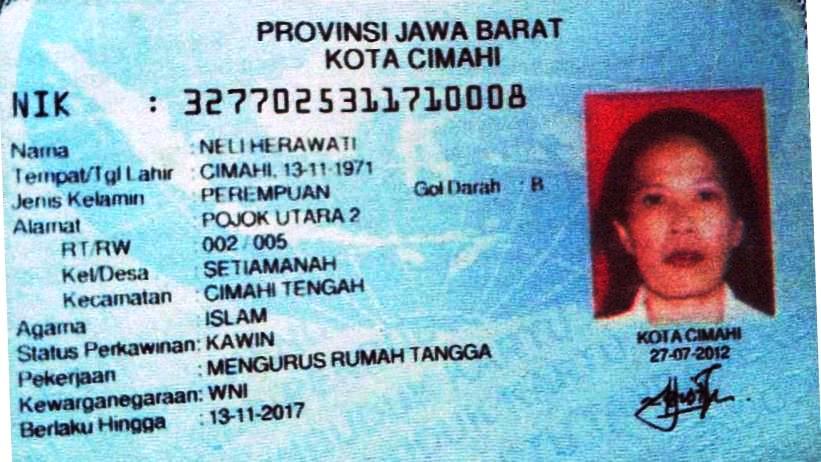 PROVINSI JAWA BARAT
KOTA CIMAHI
NIK : 3277025311710008
Nama : NELI HERAWATI
Tempat/Tgl Lahir : CIMAHI, 13-11-1971
Jenis Kelamin : PEREMPUAN Gol Darah : B
Alamat : POJOK UTARA 2
RT/RW : 002 / 005
Kel/Desa : SETIAMANAH
Kecamatan : CIMAHI TENGAH
Agama : ISLAM
Status Perkawinan: KAWIN
Pekerjaan : MENGURUS RUMAH TANGGA
Kewarganegaraan: WNI
Berlaku Hingga : 13-11-2017
KOTA CIMAHI
27-07-2012